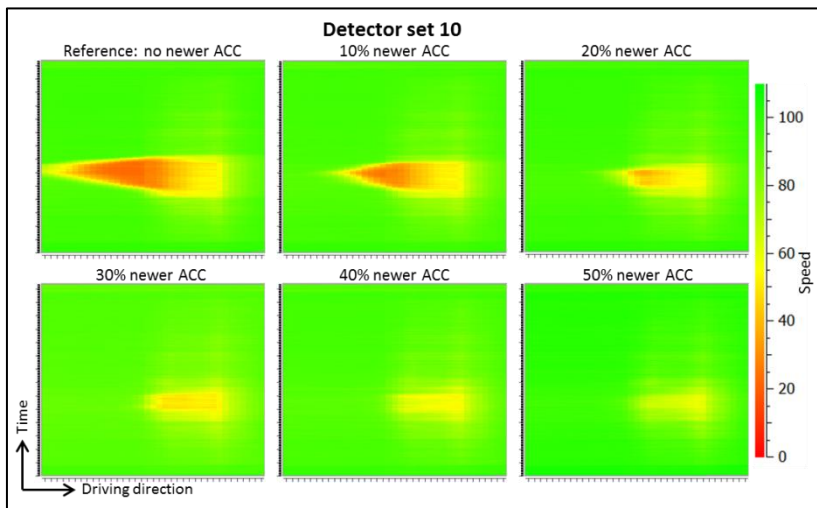 Detector set 10
Reference: no newer ACC
10% newer ACC
20% newer ACC
30% newer ACC
40% newer ACC
50% newer ACC
100
80
60
40
20
0
Speed
Time
Driving direction